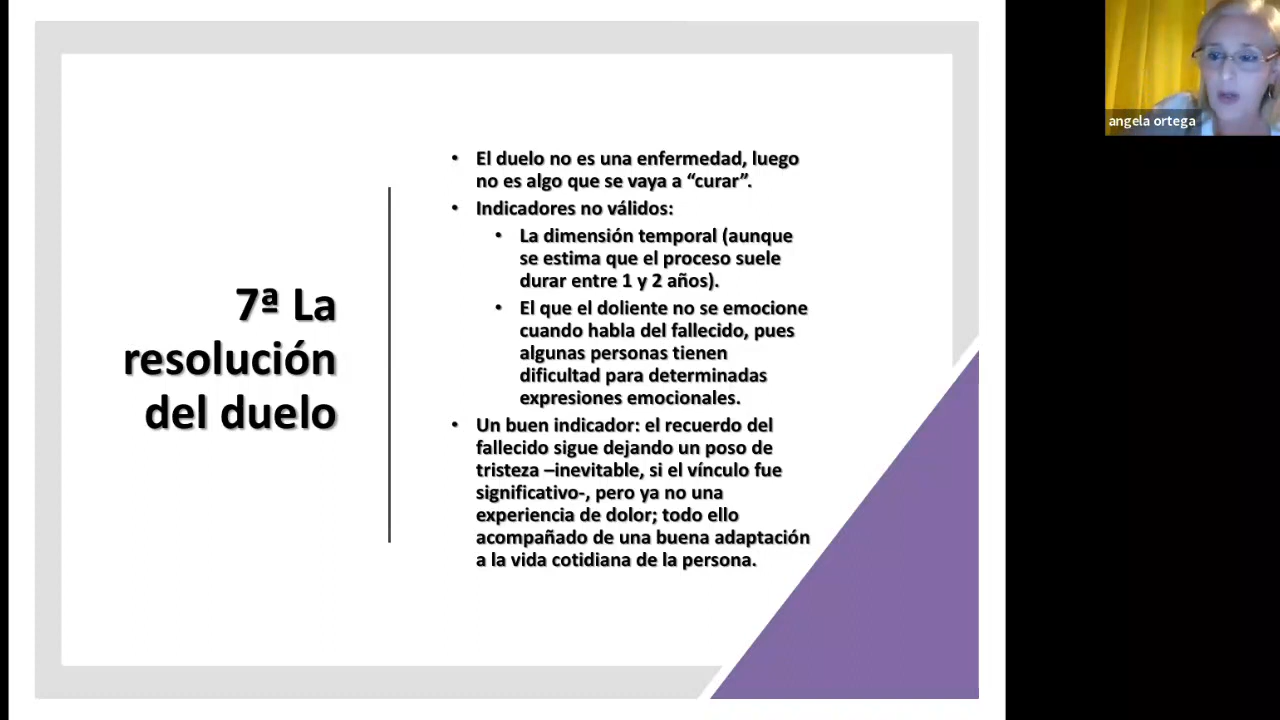 7ª La
resolución
del duelo
• El duelo no es una enfermedad, luego
no es algo que se vaya a “curar”.
• Indicadores no válidos:
• La dimensión temporal (aunque
se estima que el proceso suele
durar entre 1 y 2 años).
• El que el doliente no se emocione
cuando habla del fallecido, pues
algunas personas tienen
dificultad para determinadas
expresiones emocionales.
• Un buen indicador: el recuerdo del
fallecido sigue dejando un poso de
tristeza –inevitable, si el vínculo fue
significativo-, pero ya no una
experiencia de dolor; todo ello
acompañado de una buena adaptación
a la vida cotidiana de la persona.
angela ortega